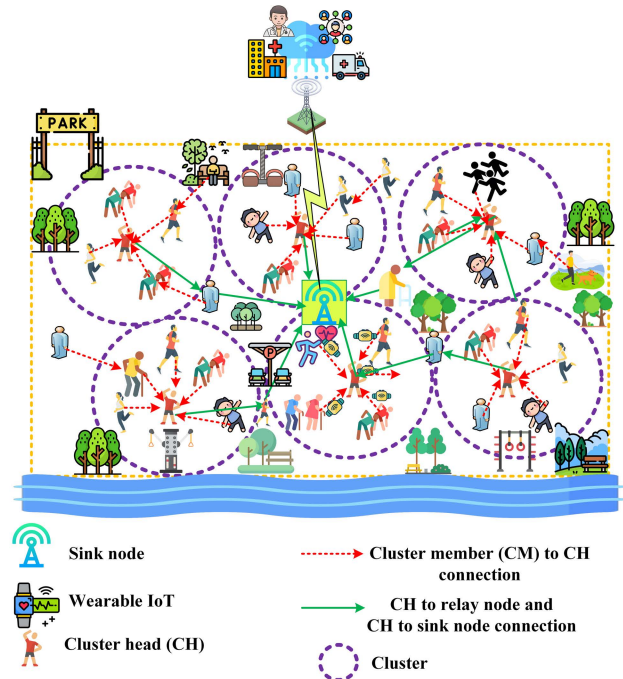 PARK
P
Sink node
Cluster member (CM) to CH
connection
Wearable IoT
CH to relay node and
CH to sink node connection
Cluster head (CH)
Cluster